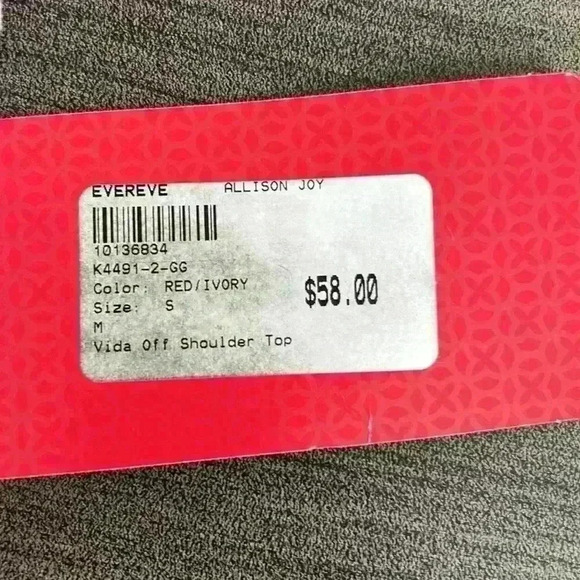 EVEREVE ALLISON JOY
10136834
K4491-2-GG
Color: RED/IVORY
$58.00
Size: S
M
Vida Off Shoulder Top